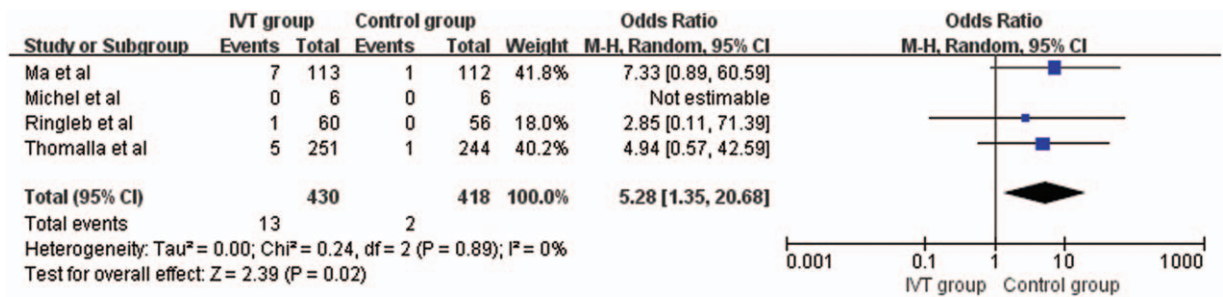 IVT group Control group Odds Ratio Odds Ratio
Study or Subgroup Events Total Events Total Weight M-H, Random, 95% CI M-H, Random, 95% CI
Ma et al 7 113 1 112 41.8% 7.33 [0.89, 60.59]
Michel et al 0 6 0 6 Not estimable
Ringleb et al 1 60 0 56 18.0% 2.85 [0.11, 71.39]
Thomalla et al 5 251 1 244 40.2% 4.94 [0.57, 42.59]
Total (95% CI) 430 418 100.0% 5.28 [1.35, 20.68]
Total events 13 2
Heterogeneity: Tau² = 0.00; Chi² = 0.24, df = 2 (P = 0.89); I² = 0%
Test for overall effect: Z = 2.39 (P = 0.02)
0.001 0.1 1 10 1000
IVT group Control group